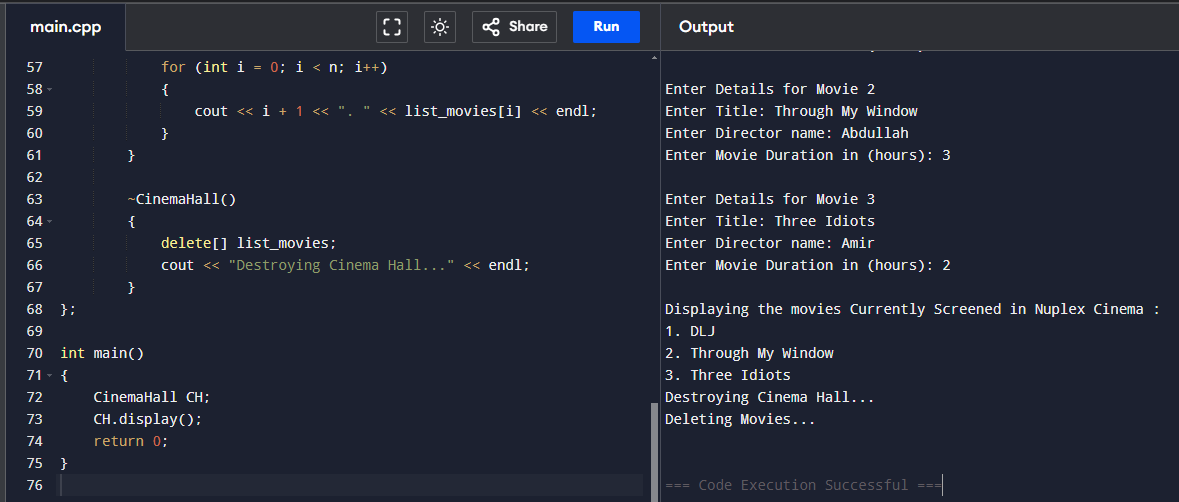 main.cpp
Share
Run
Output
57 for (int i = 0; i < n; i++)
58 {
59 cout << i + 1 << ". " << list_movies[i] << endl;
60 }
61 }
62
63 ~CinemaHall()
64 {
65 delete[] list_movies;
66 cout << "Destroying Cinema Hall..." << endl;
67 }
68 };
69
70 int main()
71 {
72 CinemaHall CH;
73 CH.display();
74 return 0;
75 }
76
Enter Details for Movie 2
Enter Title: Through My Window
Enter Director name: Abdullah
Enter Movie Duration in (hours): 3
Enter Details for Movie 3
Enter Title: Three Idiots
Enter Director name: Amir
Enter Movie Duration in (hours): 2
Displaying the movies Currently Screened in Nuplex Cinema :
1. DLJ
2. Through My Window
3. Three Idiots
Destroying Cinema Hall...
Deleting Movies...
=== Code Execution Successful ===